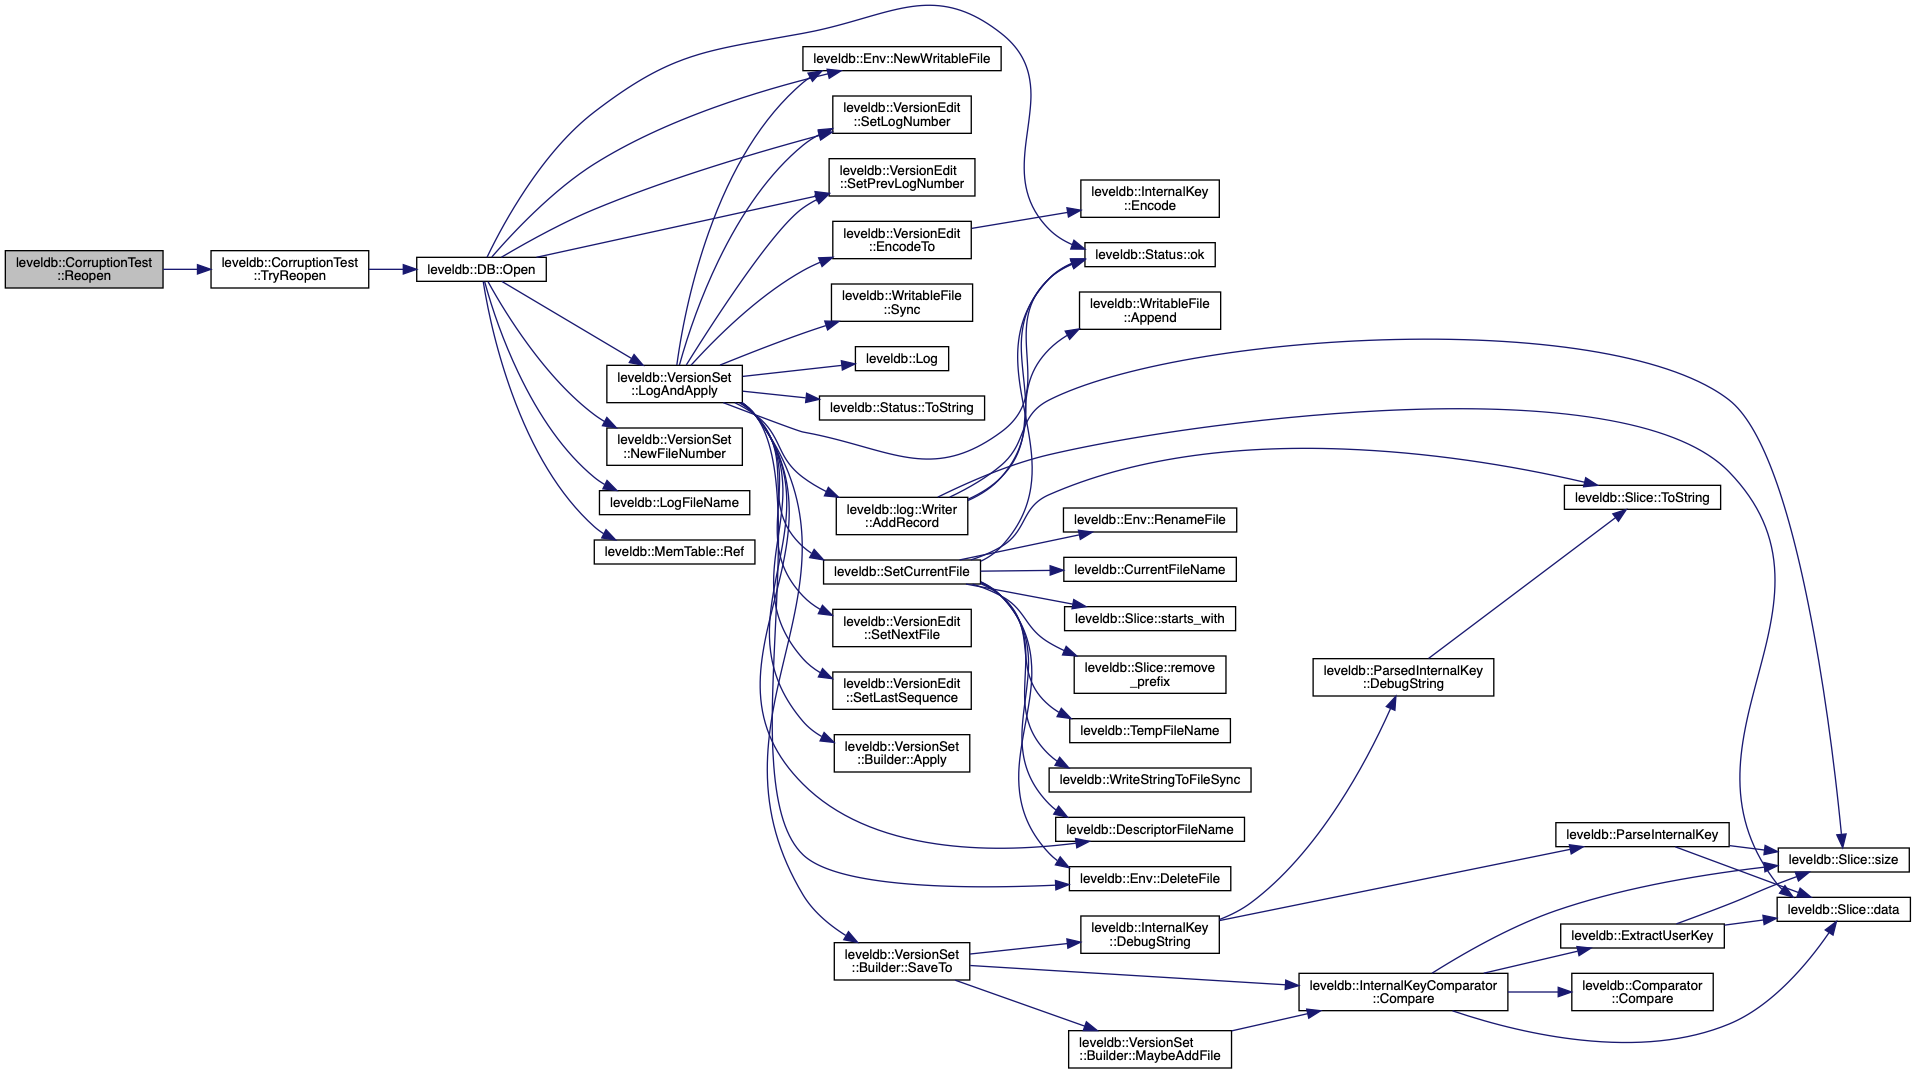 leveldb::CorruptionTest
::Reopen
leveldb::CorruptionTest
::TryReopen
leveldb::DB::Open
leveldb::VersionSet
::LogAndApply
leveldb::VersionSet
::NewFileNumber
leveldb::LogFileName
leveldb::MemTable::Ref
leveldb::Env::NewWritableFile
leveldb::VersionEdit
::SetLogNumber
leveldb::VersionEdit
::SetPrevLogNumber
leveldb::VersionEdit
::EncodeTo
leveldb::WritableFile
::Sync
leveldb::Log
leveldb::Status::ToString
leveldb::log::Writer
::AddRecord
leveldb::SetCurrentFile
leveldb::VersionEdit
::SetNextFile
leveldb::VersionEdit
::SetLastSequence
leveldb::VersionSet
::Builder::Apply
leveldb::VersionSet
::Builder::SaveTo
leveldb::InternalKey
::Encode
leveldb::Status::ok
leveldb::WritableFile
::Append
leveldb::Env::RenameFile
leveldb::CurrentFileName
leveldb::Slice::starts_with
leveldb::Slice::remove
_prefix
leveldb::TempFileName
leveldb::WriteStringToFileSync
leveldb::DescriptorFileName
leveldb::Env::DeleteFile
leveldb::InternalKey
::DebugString
leveldb::VersionSet
::Builder::MaybeAddFile
leveldb::ParsedInternalKey
::DebugString
leveldb::InternalKeyComparator
::Compare
leveldb::Slice::ToString
leveldb::ParseInternalKey
leveldb::ExtractUserKey
leveldb::Comparator
::Compare
leveldb::Slice::size
leveldb::Slice::data